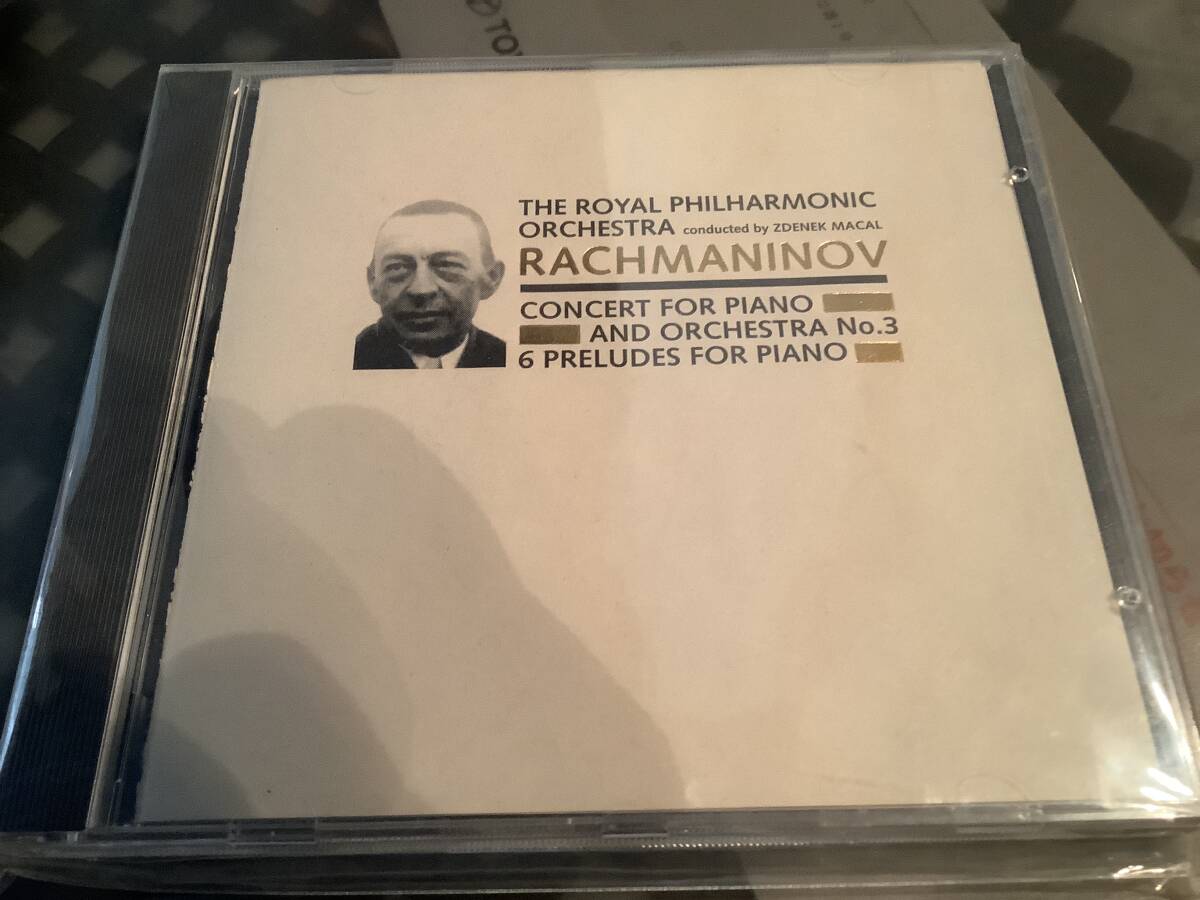 THE ROYAL PHILHARMONIC
ORCHESTRA conducted by ZDENEK MACAL
RACHMANINOV
CONCERT FOR PIANO
AND ORCHESTRA No.3
6 PRELUDES FOR PIANO